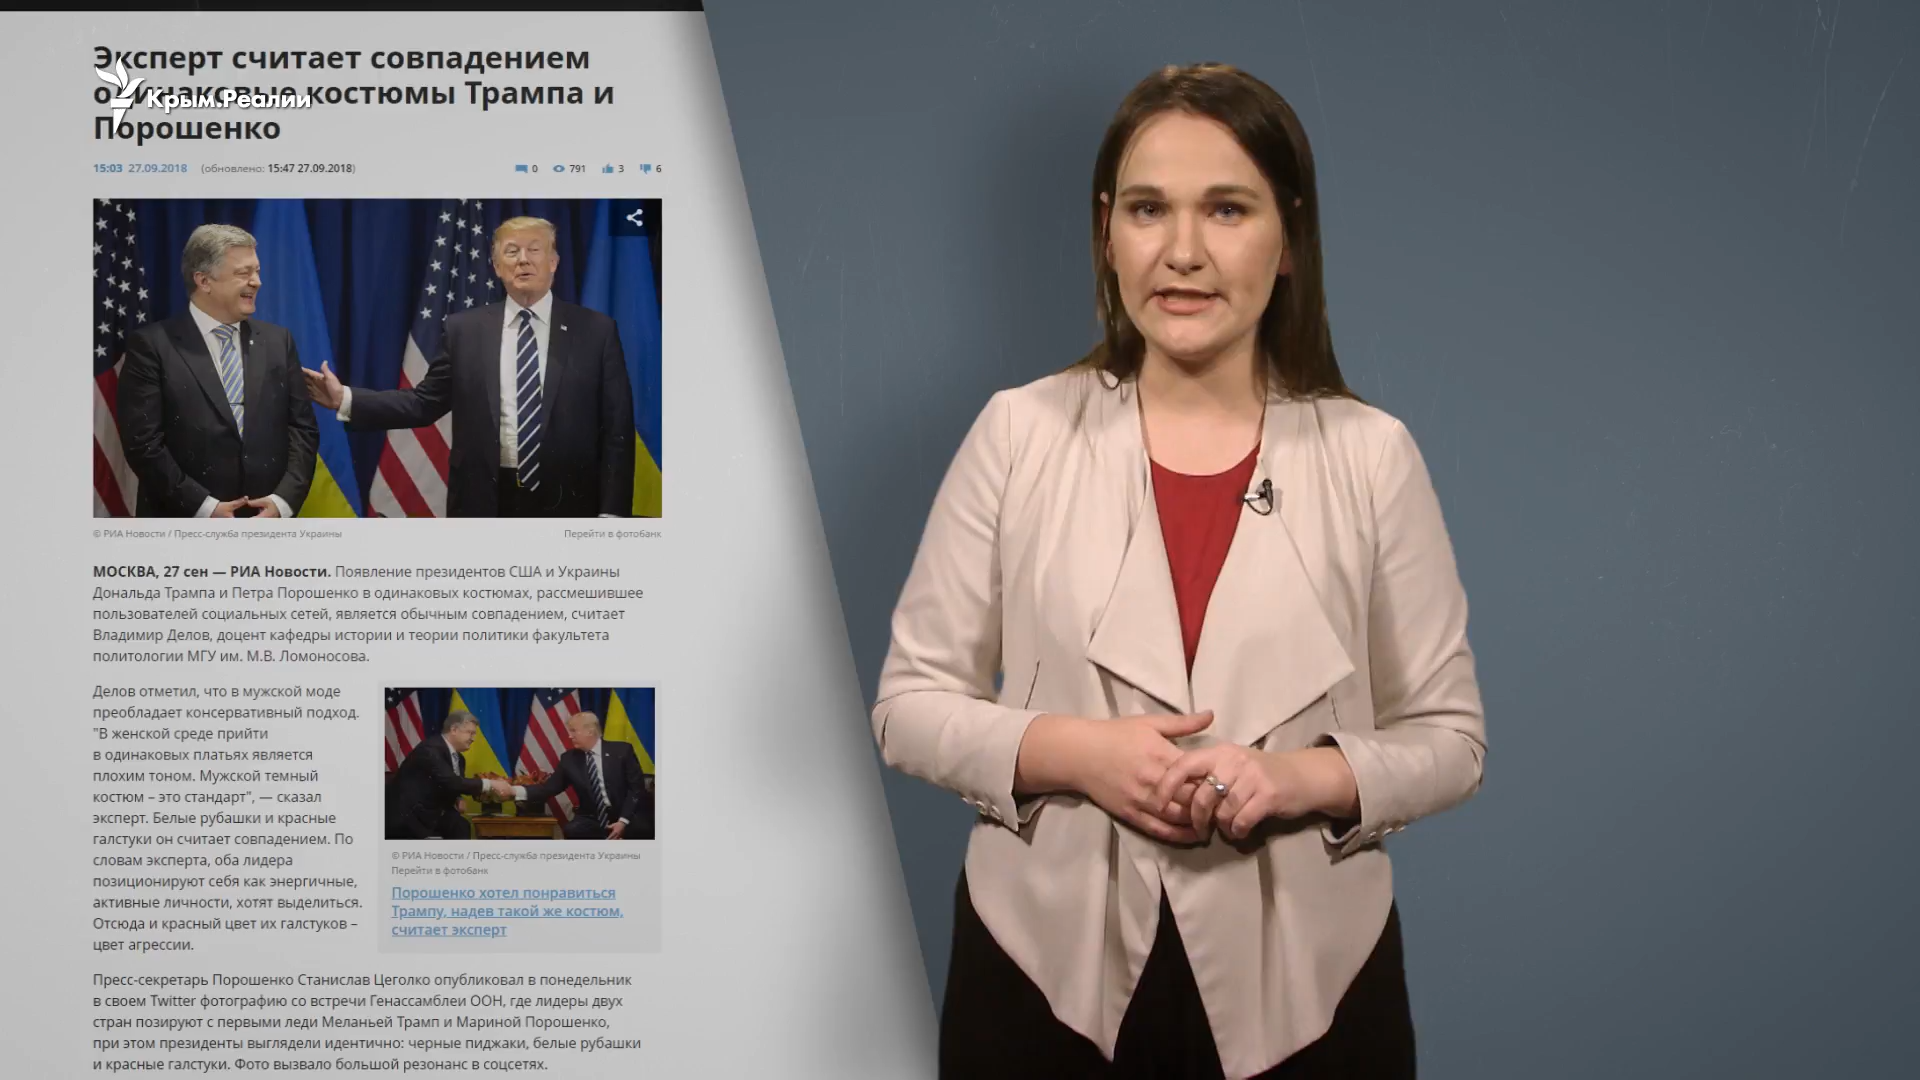 Эксперт считает совпадением
одинаковые костюмы Трампа и
Порошенко
Крым.Реалии
15:03 27.09.2018 (обновлено: 15:47 27.09.2018) 0 791 3 6
© РИА Новости / Пресс-служба президента Украины Перейти в фотобанк
МОСКВА, 27 сен — РИА Новости. Появление президентов США и Украины
Дональда Трампа и Петра Порошенко в одинаковых костюмах, рассмешившее
пользователей социальных сетей, является обычным совпадением, считает
Владимир Делов, доцент кафедры истории и теории политики факультета
политологии МГУ им. М.В. Ломоносова.
Делов отметил, что в мужской моде
преобладает консервативный подход.
"В женской среде прийти
в одинаковых платьях является
плохим тоном. Мужской темный
костюм – это стандарт", — сказал
эксперт. Белые рубашки и красные
галстуки он считает совпадением. По
словам эксперта, оба лидера
позиционируют себя как энергичные,
активные личности, хотят выделиться.
Отсюда и красный цвет их галстуков –
цвет агрессии.
© РИА Новости / Пресс-служба президента Украины
Перейти в фотобанк
Порошенко хотел понравиться
Трампу, надев такой же костюм,
считает эксперт
Пресс-секретарь Порошенко Станислав Цеголко опубликовал в понедельник
в своем Twitter фотографию со встречи Генассамблеи ООН, где лидеры двух
стран позируют с первыми леди Меланьей Трамп и Мариной Порошенко,
при этом президенты выглядели идентично: черные пиджаки, белые рубашки
и красные галстуки. Фото вызвало большой резонанс в соцсетях.